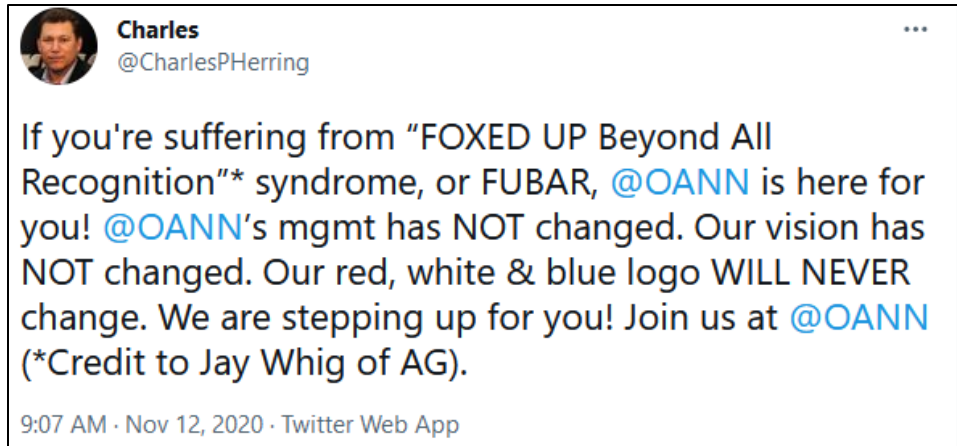 Charles
@CharlesPHerring
If you're suffering from “FOXED UP Beyond All
Recognition”* syndrome, or FUBAR, @OANN is here for
you! @OANN’s mgmt has NOT changed. Our vision has
NOT changed. Our red, white & blue logo WILL NEVER
change. We are stepping up for you! Join us at @OANN
(*Credit to Jay Whig of AG).
9:07 AM · Nov 12, 2020 · Twitter Web App